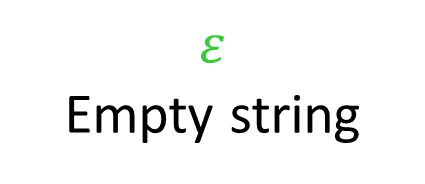 ε
Empty string